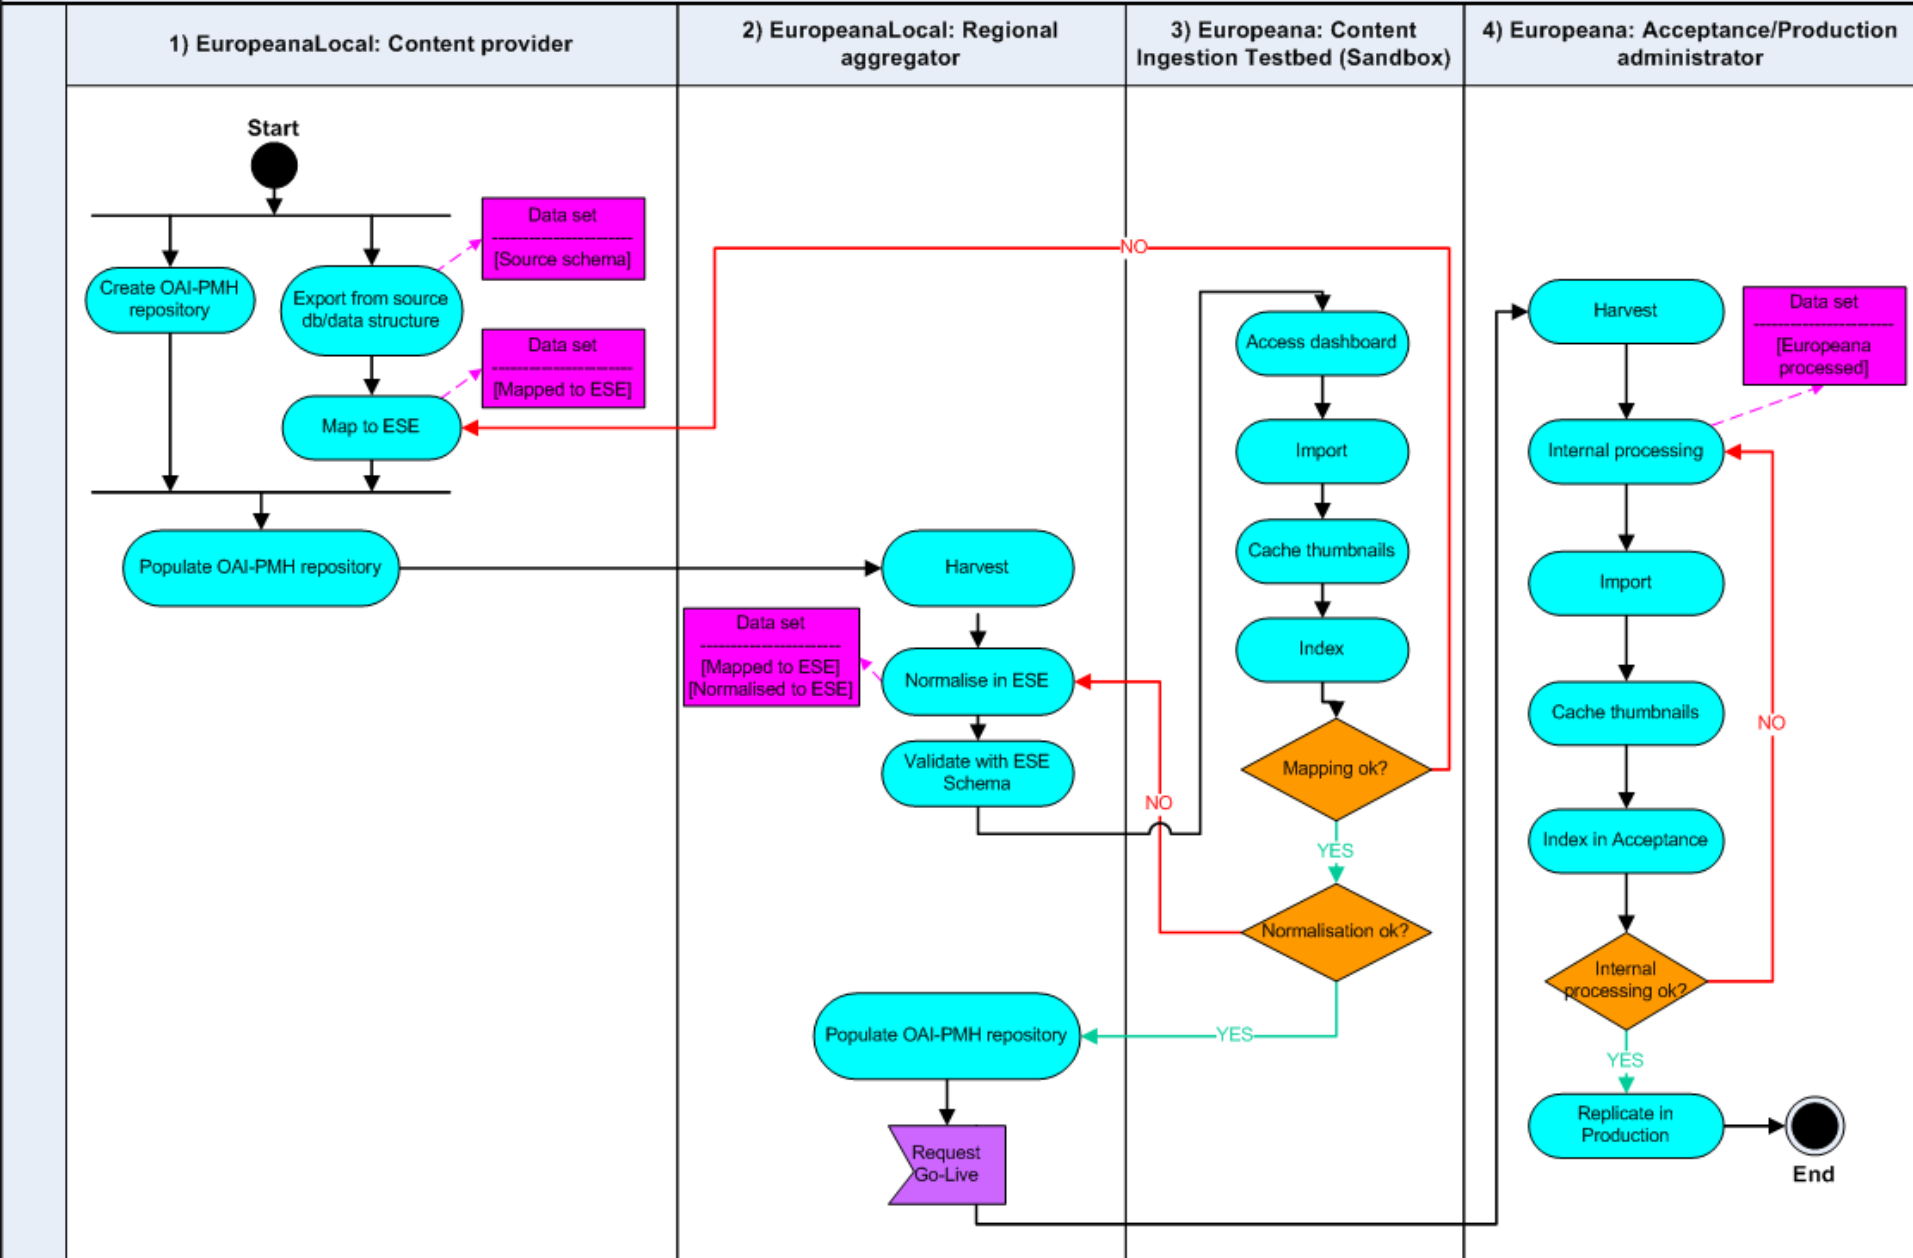 1) EuropeanaLocal: Content provider
2) EuropeanaLocal: Regional
aggregator
3) Europeana: Content
Ingestion Testbed (Sandbox)
4) Europeana: Acceptance/Production
administrator
Start
Data set
[Source schema]
Create OAI-PMH
repository
Export from source
db/data structure
Data set
[Mapped to ESE]
Map to ESE
Populate OAI-PMH repository
Harvest
Data set
[Mapped to ESE]
[Normalised to ESE]
Normalise in ESE
Validate with ESE
Schema
Populate OAI-PMH repository
Request
Go-Live
NO
Access dashboard
Import
Cache thumbnails
Index
Mapping ok?
NO
YES
Normalisation ok?
YES
Harvest
Data set
[Europeana
processed]
Internal processing
Import
Cache thumbnails
NO
Index in Acceptance
Internal
processing ok?
YES
Replicate in
Production
End